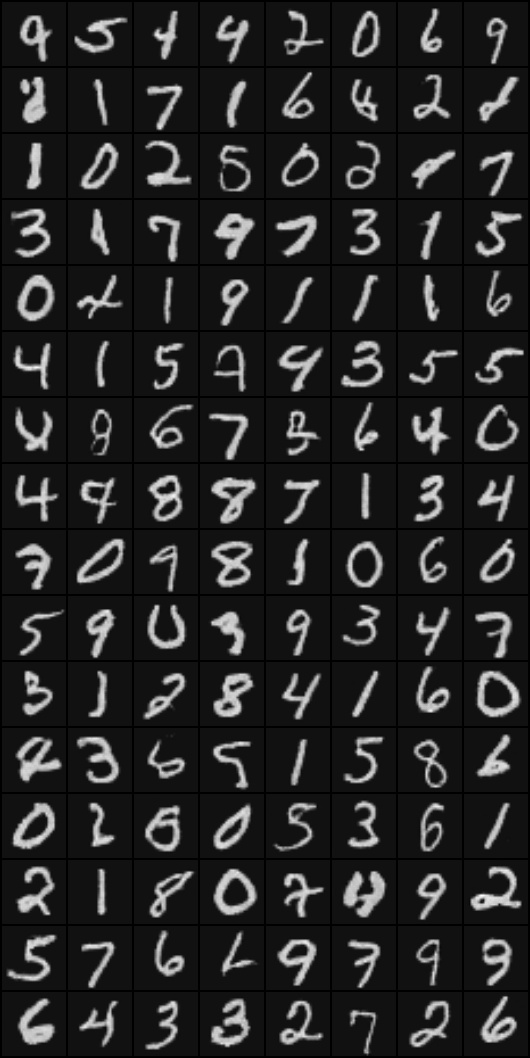 9 5 4 4 2 0 6 9
8 1 7 1 6 4 2 1
1 0 2 5 0 2 1 7
3 1 7 9 7 3 1 5
0 4 1 9 1 1 1 6
4 1 5 9 9 3 5 5
8 6 7 6 4 0
4 9 8 8 7 1 3 4
7 0 9 8 1 0 6 0
5 9 0 3 9 3 4 7
3 1 2 8 4 1 6 0
4 3 6 5 1 5 8 6
0 2 0 5 3 6 1
2 1 8 0 7 4 9 2
5 7 6 6 9 7 9 9
6 4 3 3 2 7 2 6